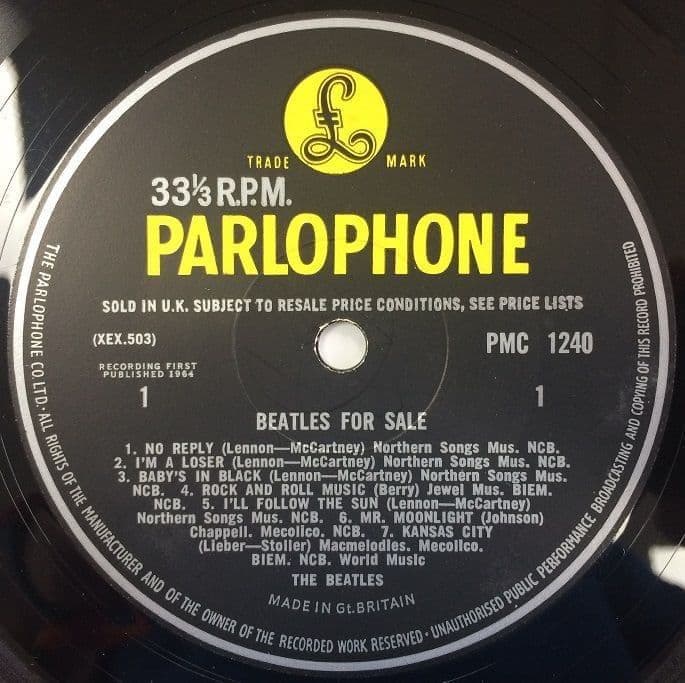 £
TRADE MARK
33⅓ R.P.M.
PARLOPHONE
SOLD IN U.K. SUBJECT TO RESALE PRICE CONDITIONS, SEE PRICE LISTS
(XEX.503)
PMC 1240
RECORDING FIRST
PUBLISHED 1964
1
1
BEATLES FOR SALE
1. NO REPLY (Lennon—McCartney) Northern Songs Mus. NCB.
2. I'M A LOSER (Lennon—McCartney) Northern Songs Mus. NCB.
3. BABY'S IN BLACK (Lennon—McCartney) Northern Songs Mus.
NCB. 4. ROCK AND ROLL MUSIC (Berry) Jewel Mus. BIEM.
NCB. 5. I'LL FOLLOW THE SUN (Lennon—McCartney)
Northern Songs Mus. NCB. 6. MR. MOONLIGHT (Johnson)
Chappell. Mecolico. NCB. 7. KANSAS CITY
(Lieber—Stoller) Macmelodies. Mecolico.
BIEM. NCB. World Music
THE BEATLES
MADE IN Gt.BRITAIN
THE PARLOPHONE CO LTD. · ALL RIGHTS OF THE MANUFACTURER AND OF THE OWNER OF THE RECORDED WORK RESERVED · UNAUTHORISED PUBLIC PERFORMANCE BROADCASTING AND COPYING OF THIS RECORD PROHIBITED